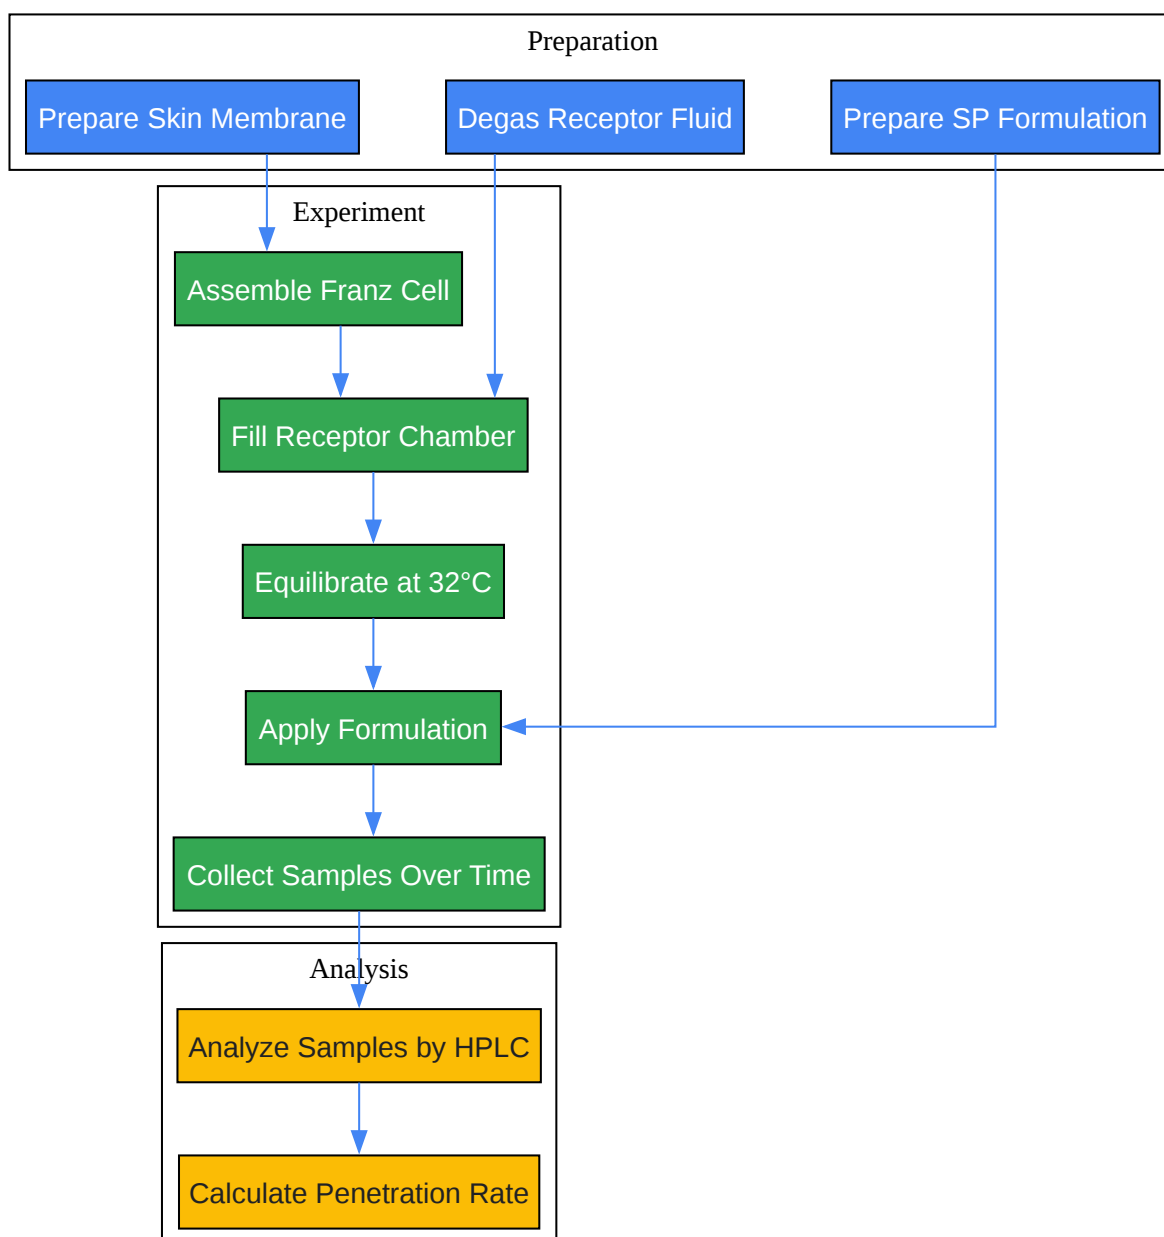 Preparation
Prepare Skin Membrane
Degas Receptor Fluid
Prepare SP Formulation
Experiment
Assemble Franz Cell
Fill Receptor Chamber
Equilibrate at 32°C
Apply Formulation
Collect Samples Over Time
Analysis
Analyze Samples by HPLC
Calculate Penetration Rate